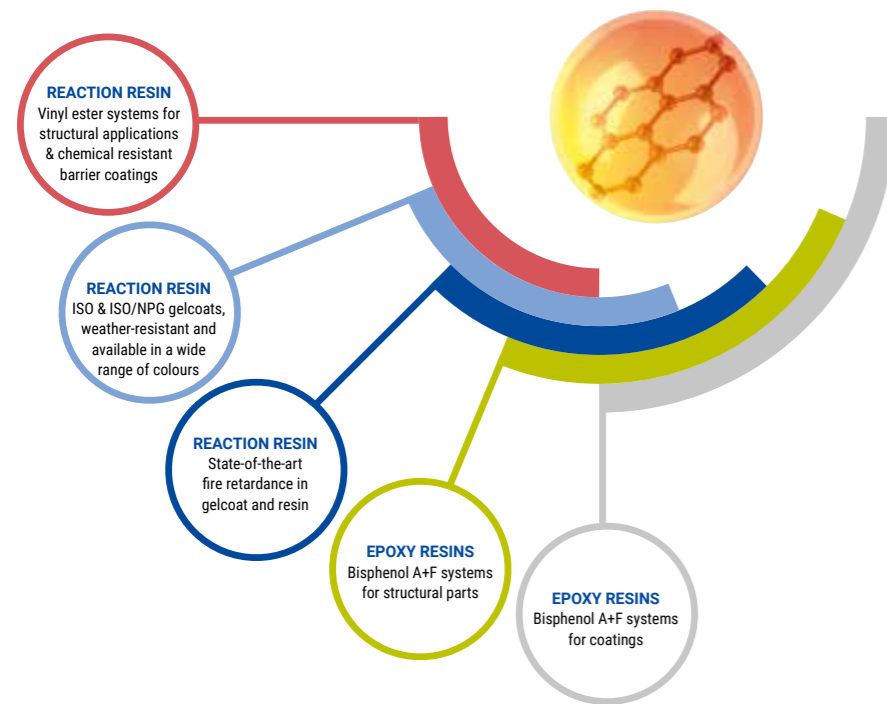 REACTION RESIN
Vinyl ester systems for
structural applications
& chemical resistant
barrier coatings
REACTION RESIN
ISO & ISO/NPG gelcoats,
weather-resistant and
available in a wide
range of colours
REACTION RESIN
State-of-the-art
fire retardance in
gelcoat and resin
EPOXY RESINS
Bisphenol A+F systems
for structural parts
EPOXY RESINS
Bisphenol A+F systems
for coatings